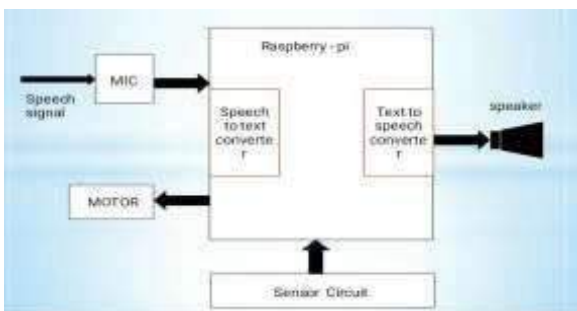 Raspberry-pi
MIC
Speech
signal
Speech
to text
converte
r
Text to
speech
converte
r
speaker
MOTOR
Sensor Circuit